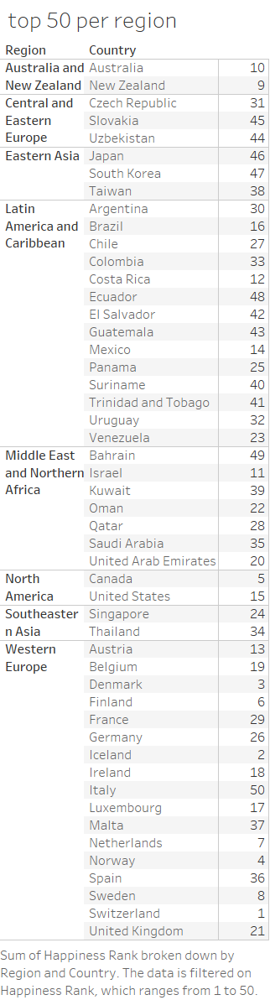 top 50 per region
Region Country
Australia and Australia 10
New Zealand New Zealand 9
Central and Czech Republic 31
Eastern Slovakia 45
Europe Uzbekistan 44
Eastern Asia Japan 46
South Korea 47
Taiwan 38
Latin Argentina 30
America and Brazil 16
Caribbean Chile 27
Colombia 33
Costa Rica 12
Ecuador 48
El Salvador 42
Guatemala 43
Mexico 14
Panama 25
Suriname 40
Trinidad and Tobago 41
Uruguay 32
Venezuela 23
Middle East Bahrain 49
and Northern Israel 11
Africa Kuwait 39
Oman 22
Qatar 28
Saudi Arabia 35
United Arab Emirates 20
North Canada 5
America United States 15
Southeaster Singapore 24
n Asia Thailand 34
Western Austria 13
Europe Belgium 19
Denmark 3
Finland 6
France 29
Germany 26
Iceland 2
Ireland 18
Italy 50
Luxembourg 17
Malta 37
Netherlands 7
Norway 4
Spain 36
Sweden 8
Switzerland 1
United Kingdom 21
Sum of Happiness Rank broken down by
Region and Country. The data is filtered on
Happiness Rank, which ranges from 1 to 50.